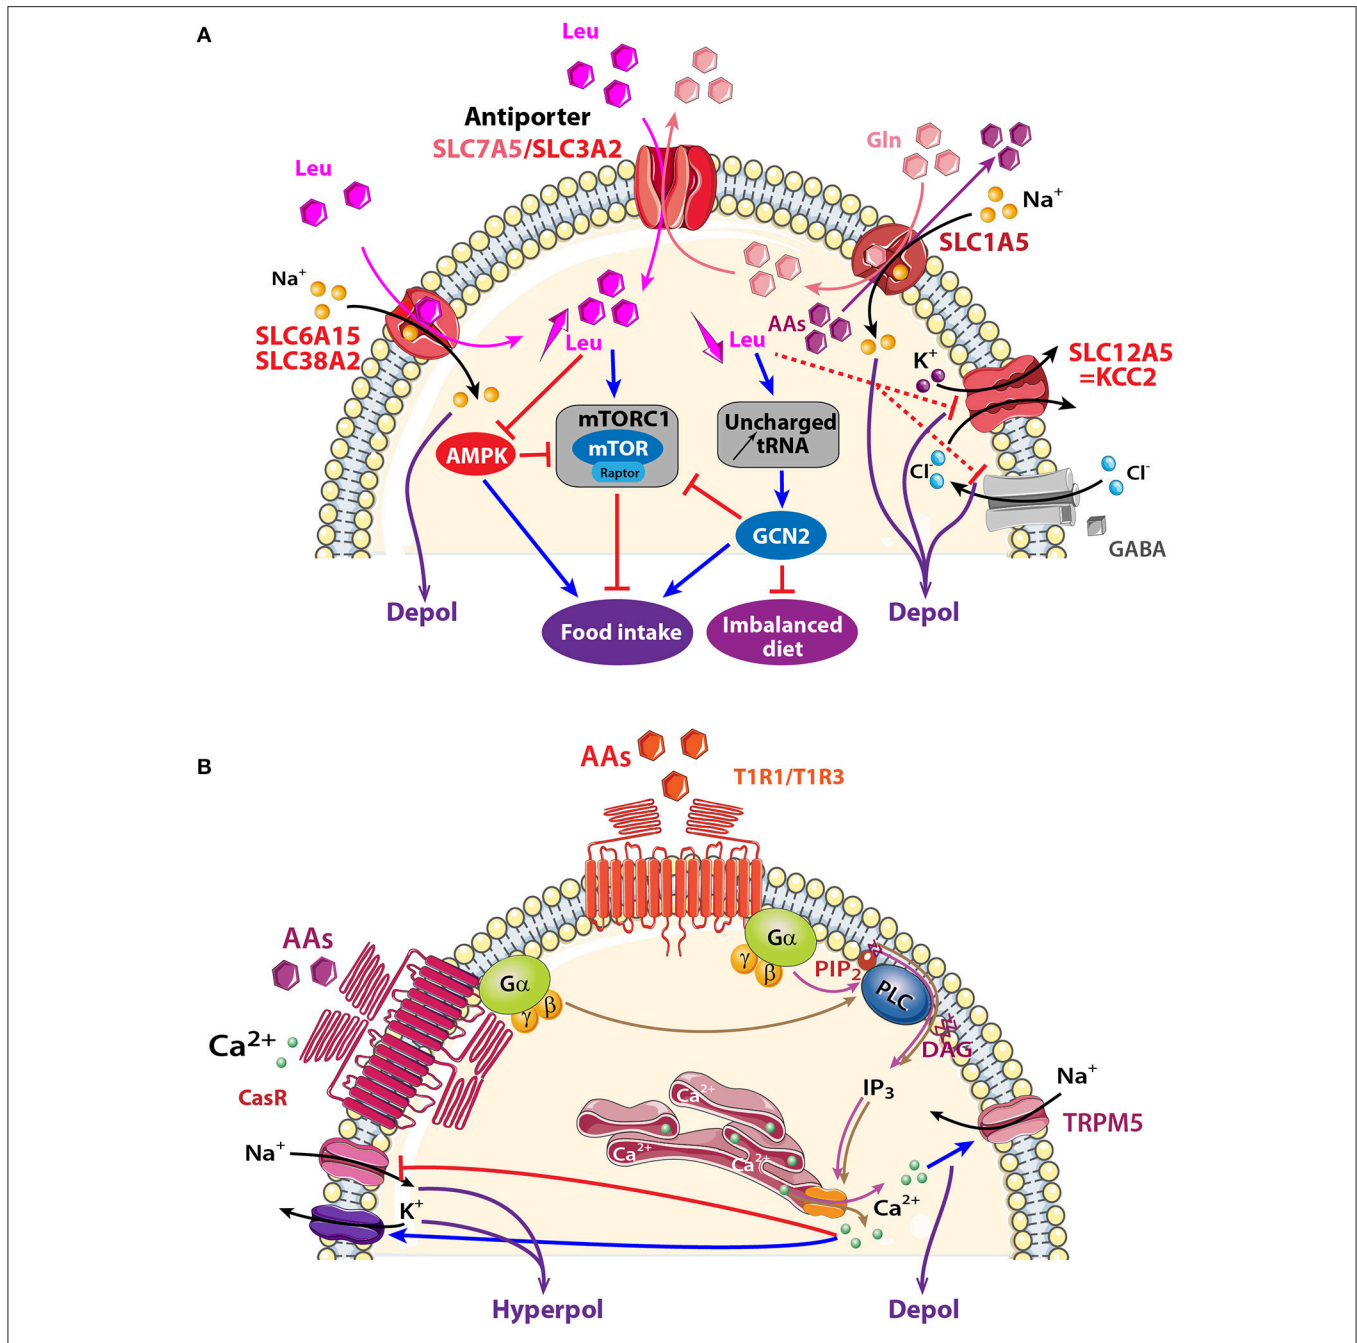 A
Leu
Antiporter
SLC7A5/SLC3A2
Gln
Leu
Na+
SLC1A5
Na+
SLC6A15
SLC38A2
AAs
Leu
Leu
K+
SLC12A5
=KCC2
mTORC1
mTOR
Raptor
Uncharged
tRNA
AMPK
Cl-
Cl-
GCN2
GABA
Depol
Food intake
Imbalanced
diet
Depol
B
AAs
T1R1/T1R3
AAs
Gα
γ
β
Gα
γ
β
PIP2
PLC
Ca2+
DAG
CasR
IP3
Na+
TRPM5
Ca2+
Ca2+
Ca2+
Na+
Ca2+
K+
Hyperpol
Depol